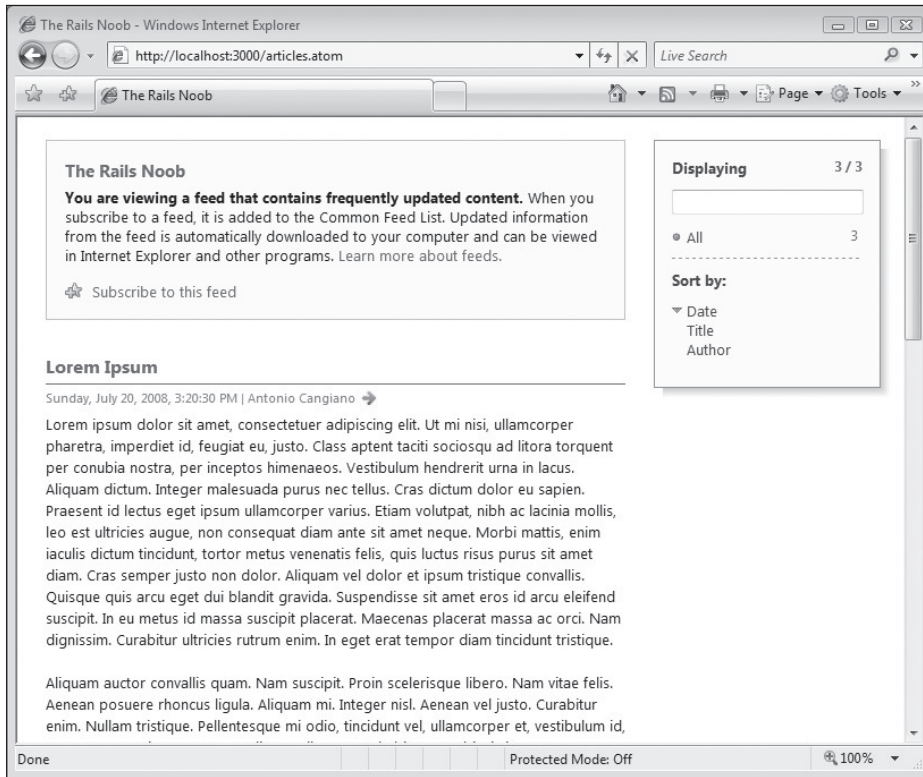 The Rails Noob - Windows Internet Explorer
http://localhost:3000/articles.atom
Live Search
The Rails Noob
Page
Tools
The Rails Noob
You are viewing a feed that contains frequently updated content. When you
subscribe to a feed, it is added to the Common Feed List. Updated information
from the feed is automatically downloaded to your computer and can be viewed
in Internet Explorer and other programs. Learn more about feeds.
Subscribe to this feed
Displaying 3 / 3
All 3
Sort by:
Date
Title
Author
Lorem Ipsum
Sunday, July 20, 2008, 3:20:30 PM | Antonio Cangiano
Lorem ipsum dolor sit amet, consectetuer adipiscing elit. Ut mi nisi, ullamcorper
pharetra, imperdiet id, feugiat eu, justo. Class aptent taciti sociosqu ad litora torquent
per conubia nostra, per inceptos himenaeos. Vestibulum hendrerit urna in lacus.
Aliquam dictum. Integer malesuada purus nec tellus. Cras dictum dolor eu sapien.
Praesent id lectus eget ipsum ullamcorper varius. Etiam volutpat, nibh ac lacinia mollis,
leo est ultricies augue, non consequat diam ante sit amet neque. Morbi mattis, enim
iaculis dictum tincidunt, tortor metus venenatis felis, quis luctus risus purus sit amet
diam. Cras semper justo non dolor. Aliquam vel dolor et ipsum tristique convallis.
Quisque quis arcu eget dui blandit gravida. Suspendisse sit amet eros id arcu eleifend
suscipit. In eu metus id massa suscipit placerat. Maecenas placerat massa ac orci. Nam
dignissim. Curabitur ultricies rutrum enim. In eget erat tempor diam tincidunt tristique.
Aliquam auctor convallis quam. Nam suscipit. Proin scelerisque libero. Nam vitae felis.
Aenean posuere rhoncus ligula. Aliquam mi. Integer nisl. Aenean vel justo. Curabitur
enim. Nullam tristique. Pellentesque mi odio, tincidunt vel, ullamcorper et, vestibulum id,
Done
Protected Mode: Off
100%